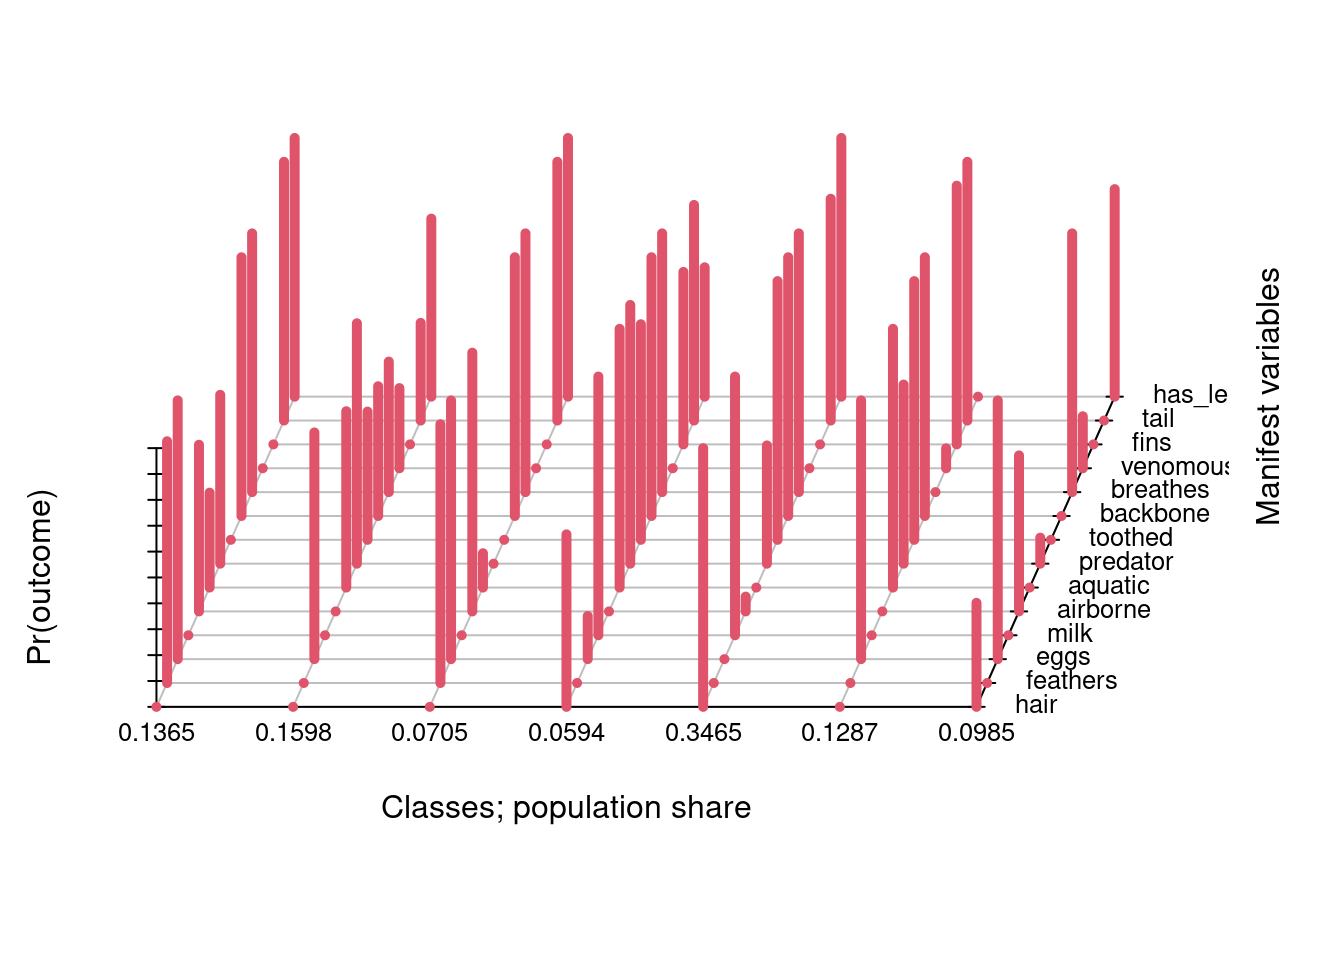 Pr(outcome)
Manifest variables
has_le
tail
fins
venomous
breathes
backbone
toothed
predator
aquatic
airborne
milk
eggs
feathers
hair
0.1365 0.1598 0.0705 0.0594 0.3465 0.1287 0.0985
Classes; population share